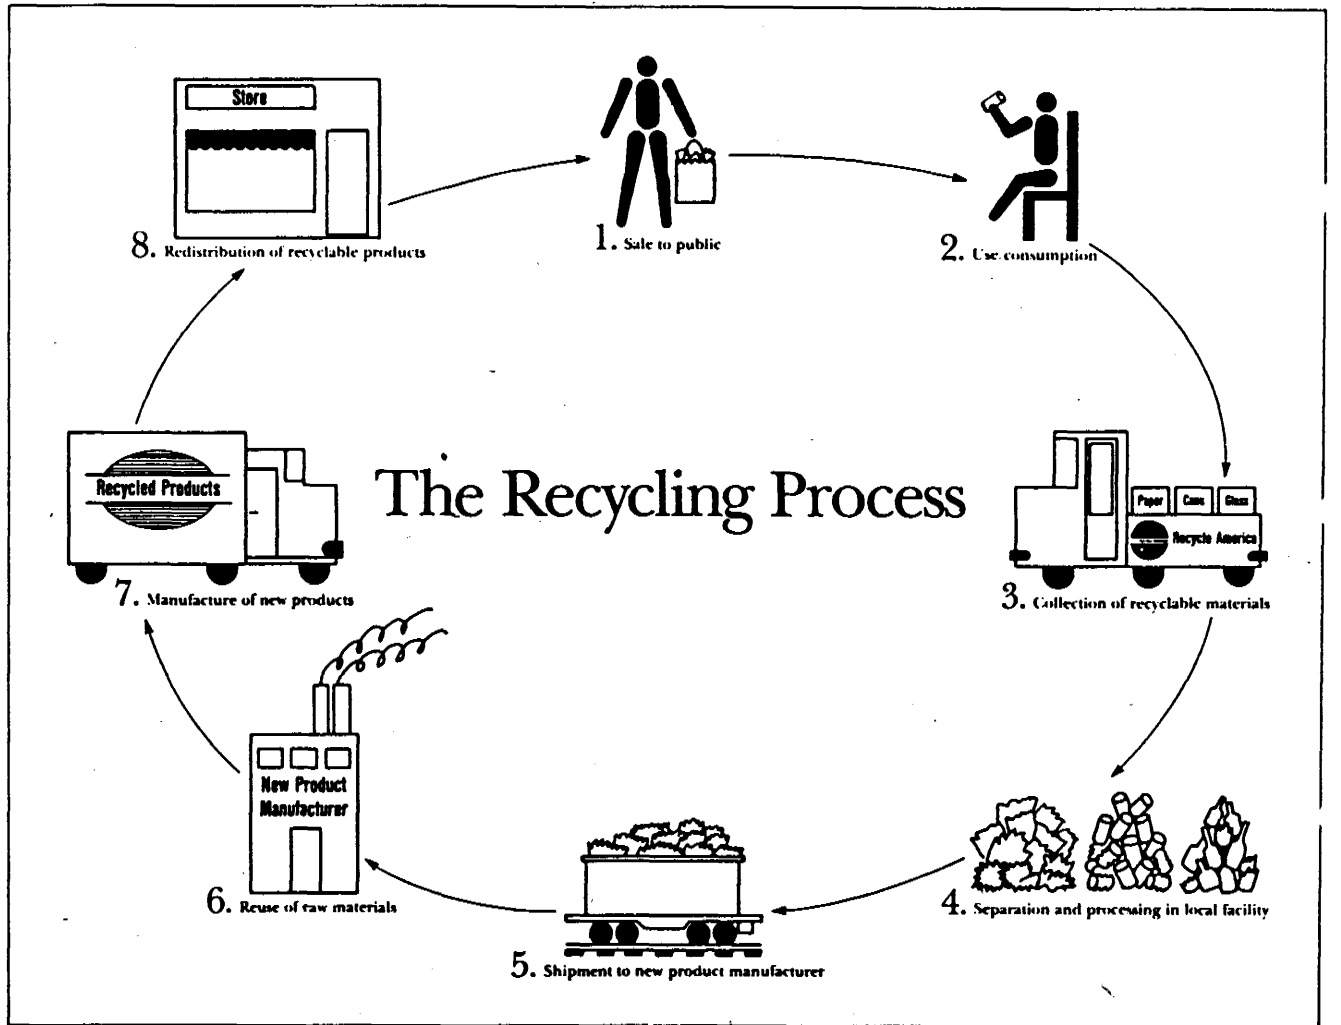 The Recycling Process
Store
1. Sale to public
2. Use/consumption
Paper
Cans
Glass
Recycle America
3. Collection of recyclable materials
4. Separation and processing in local facility
5. Shipment to new product manufacturer
New Product
Manufacturer
6. Reuse of raw materials
Recycled Products
7. Manufacture of new products
8. Redistribution of recyclable products